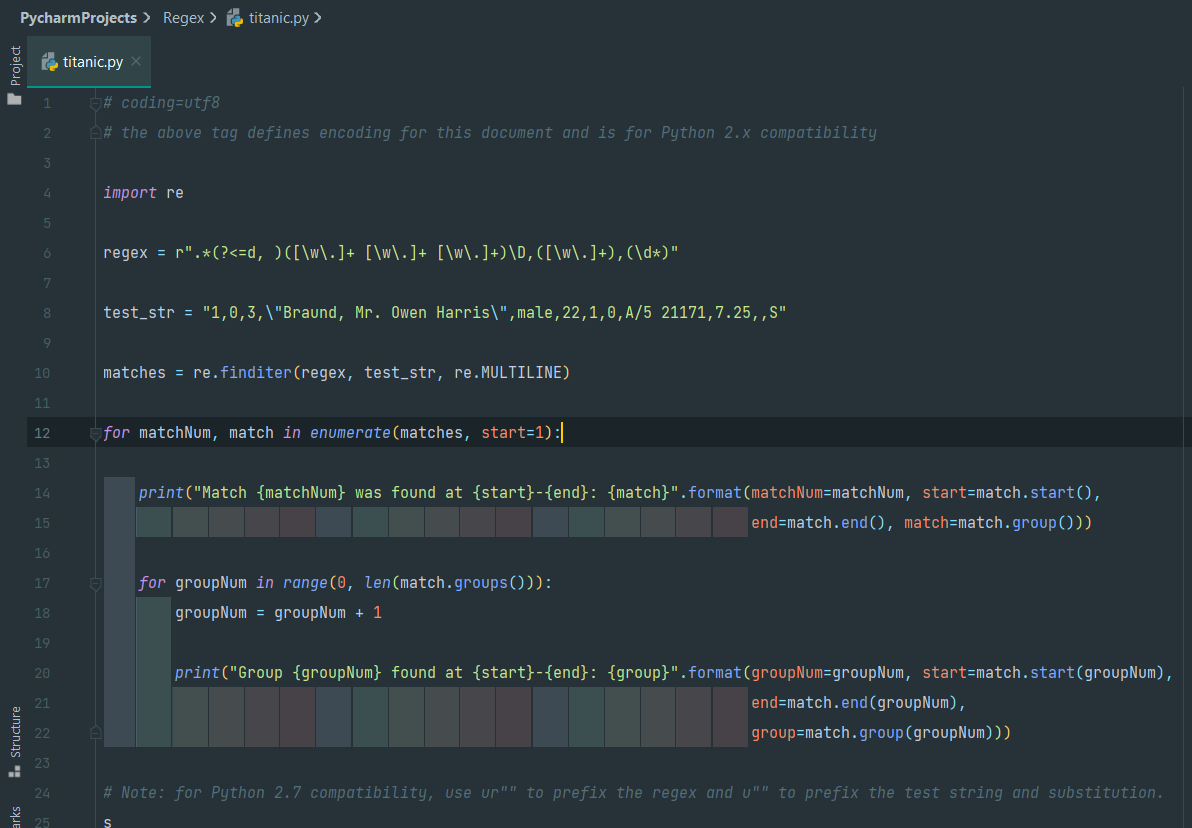 PycharmProjects > Regex > titanic.py >
Project
titanic.py ×
1 # coding=utf8
2 # the above tag defines encoding for this document and is for Python 2.x compatibility
3
4 import re
5
6 regex = r".*(?<=d, )([\w\.]+ [\w\.]+ [\w\.]+)\D,([\w\.]+),(\d*)"
7
8 test_str = "1,0,3,\"Braund, Mr. Owen Harris\",male,22,1,0,A/5 21171,7.25,,S"
9
10 matches = re.finditer(regex, test_str, re.MULTILINE)
11
12 for matchNum, match in enumerate(matches, start=1):
13
14 print("Match {matchNum} was found at {start}-{end}: {match}".format(matchNum=matchNum, start=match.start(),
15 end=match.end(), match=match.group()))
16
17 for groupNum in range(0, len(match.groups())):
18 groupNum = groupNum + 1
19
20 print("Group {groupNum} found at {start}-{end}: {group}".format(groupNum=groupNum, start=match.start(groupNum),
21 end=match.end(groupNum),
22 group=match.group(groupNum)))
23
24 # Note: for Python 2.7 compatibility, use ur"" to prefix the regex and u"" to prefix the test string and substitution.
25 s
Structure
arks